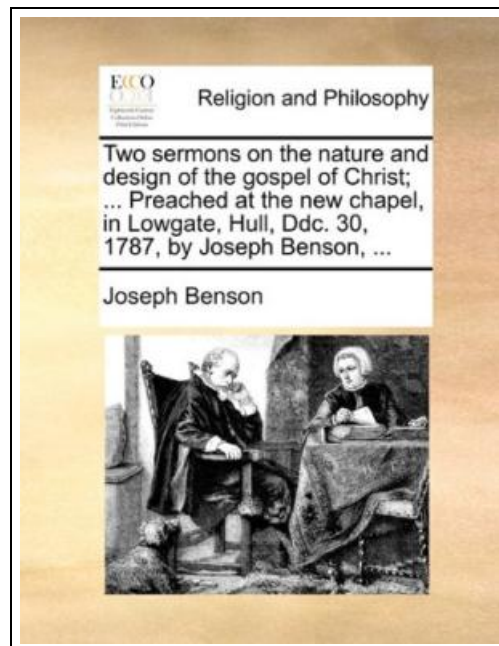 ECCO
Religion and Philosophy
Two sermons on the nature and
design of the gospel of Christ;
... Preached at the new chapel,
in Lowgate, Hull, Ddc. 30,
1787, by Joseph Benson, ...
Joseph Benson